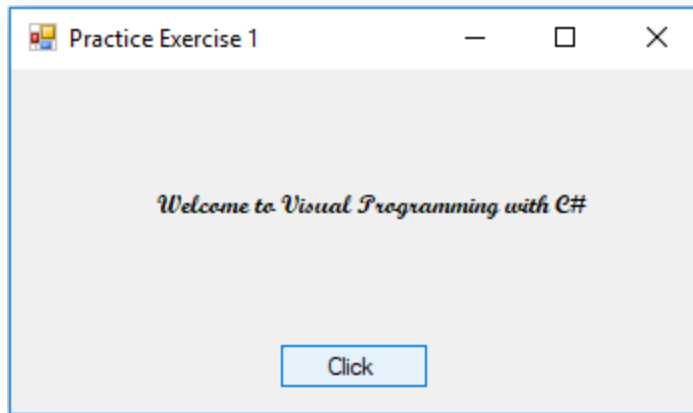 Practice Exercise 1
Welcome to Visual Programming with C#
Click